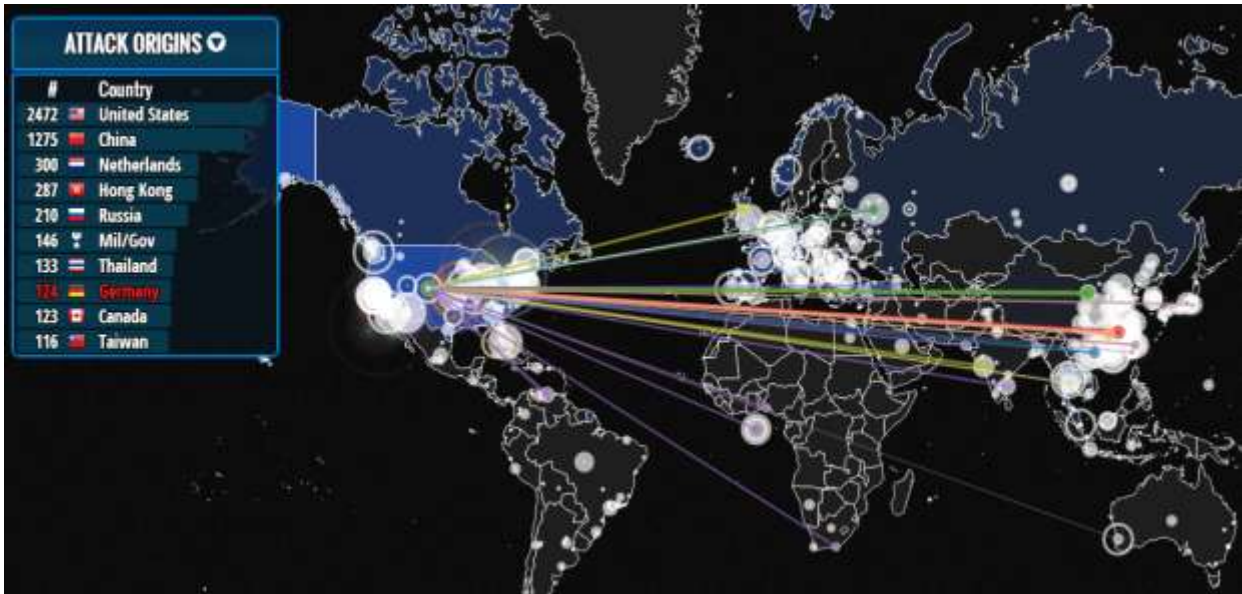 ATTACK ORIGINS
# Country
2472 United States
1275 China
300 Netherlands
287 Hong Kong
210 Russia
146 Mil/Gov
133 Thailand
124 Germany
123 Canada
116 Taiwan